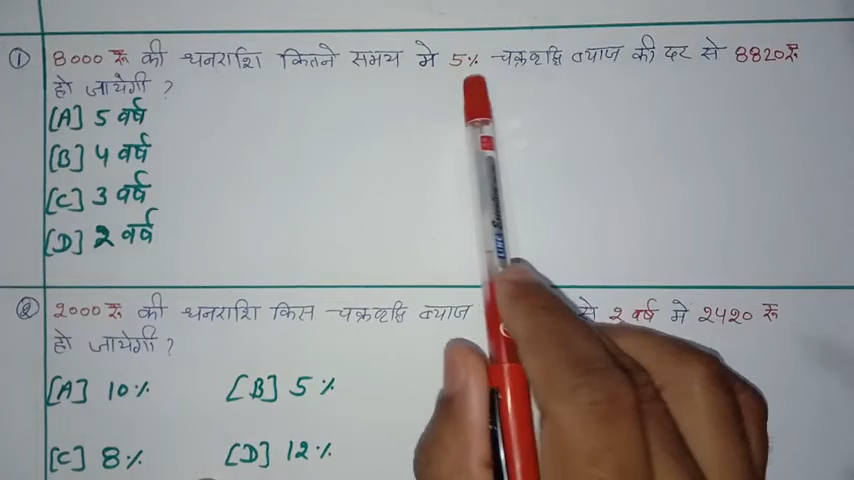 ① 8000 रू की धनराशि कितने समय मे 5% चक्रवृद्धि ब्याज की दर से 8820रू
हो जायेगी ?
[A] 5 वर्ष
[B] 4 वर्ष
[C] 3 वर्ष
[D] 2 वर्ष
② 2000 रू की धनराशि किस चक्रवृद्धि ब्याज से 2 वर्ष मे 2420 रू
हो जायेगी ?
[A] 10% [B] 5%
[C] 8% [D] 12%